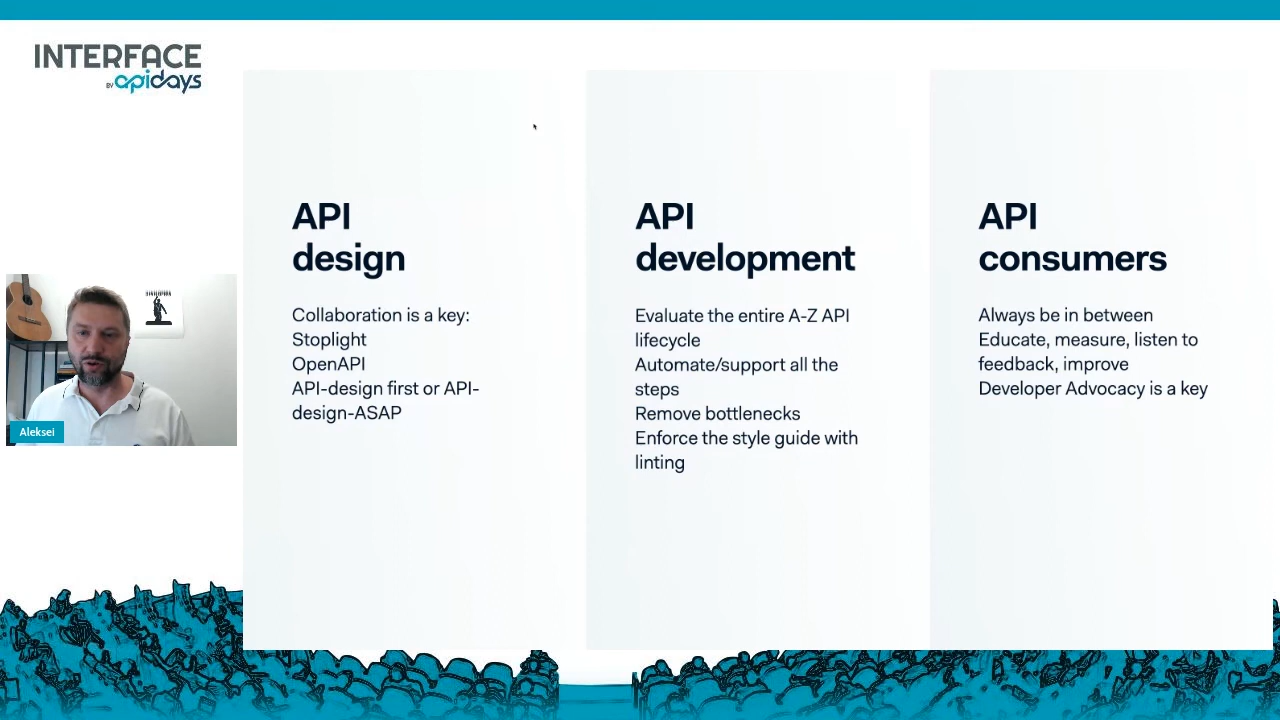 INTERFACE
BY apidays
API
design
Collaboration is a key:
Stoplight
OpenAPI
API-design first or API-
design-ASAP
API
development
Evaluate the entire A-Z API
lifecycle
Automate/support all the
steps
Remove bottlenecks
Enforce the style guide with
linting
API
consumers
Always be in between
Educate, measure, listen to
feedback, improve
Developer Advocacy is a key
Aleksei